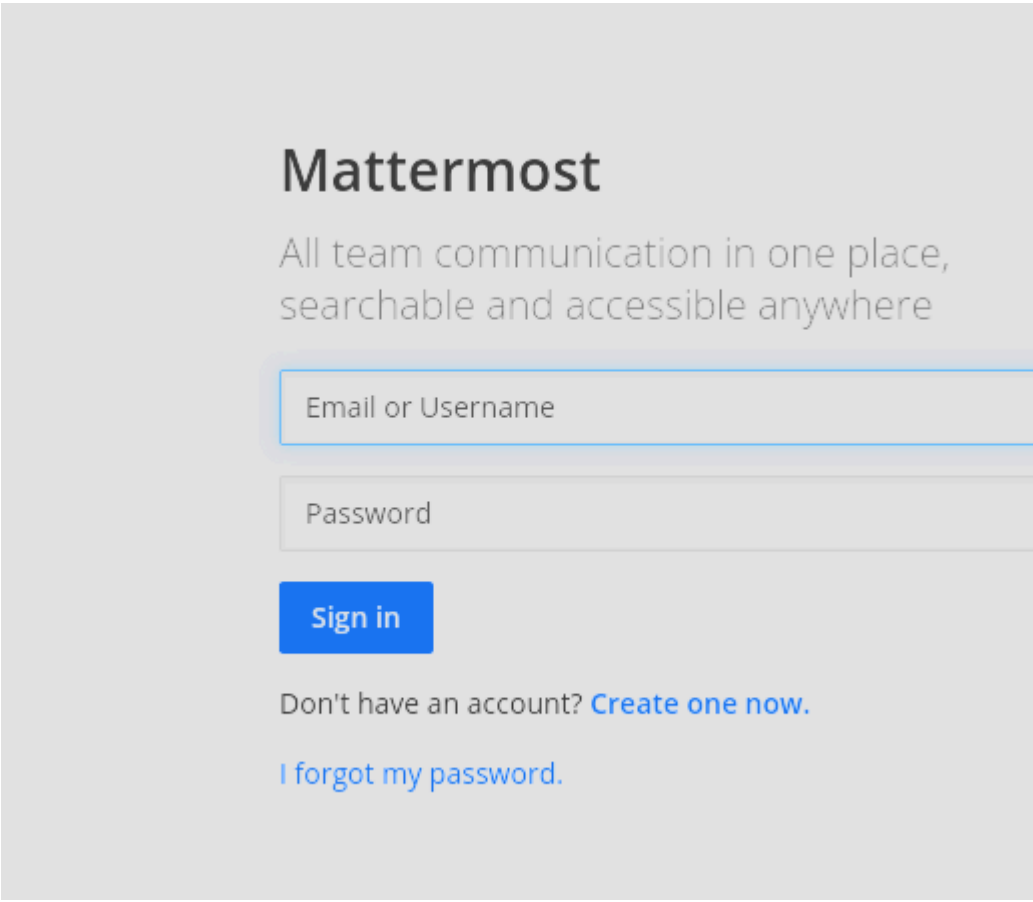 Mattermost
All team communication in one place,
searchable and accessible anywhere
Email or Username
Password
Sign in
Don't have an account? Create one now.
I forgot my password.